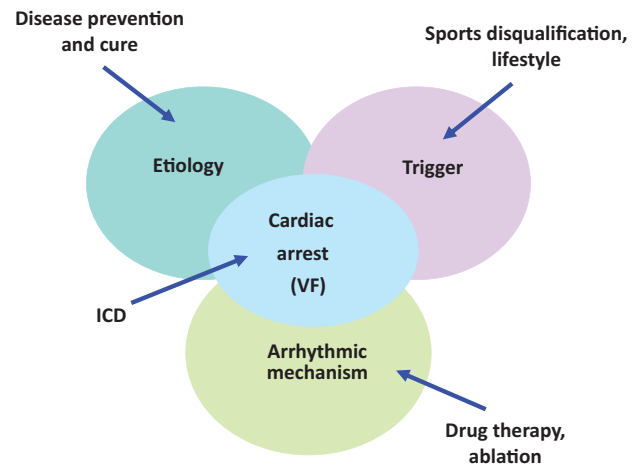 Disease prevention
and cure
Sports disqualification,
lifestyle
Etiology
Trigger
Cardiac
arrest
(VF)
ICD
Arrhythmic
mechanism
Drug therapy,
ablation